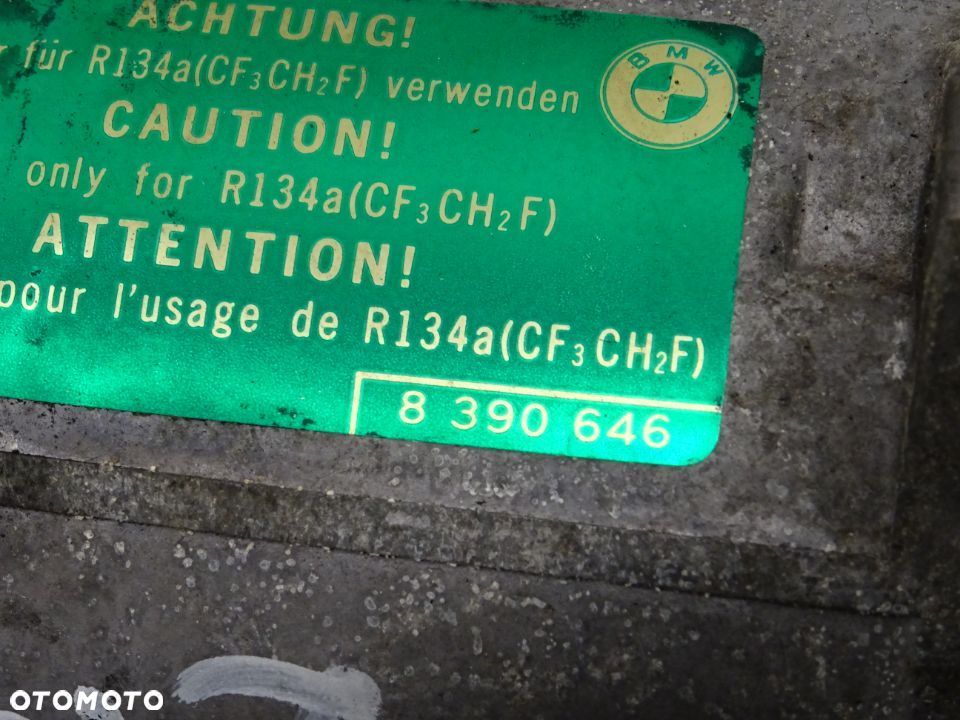 ACHTUNG!
für R134a(CF₃CH₂F) verwenden
BMW
CAUTION!
only for R134a(CF₃CH₂F)
ATTENTION!
pour l'usage de R134a(CF₃CH₂F)
8 390 646
OTOMOTO